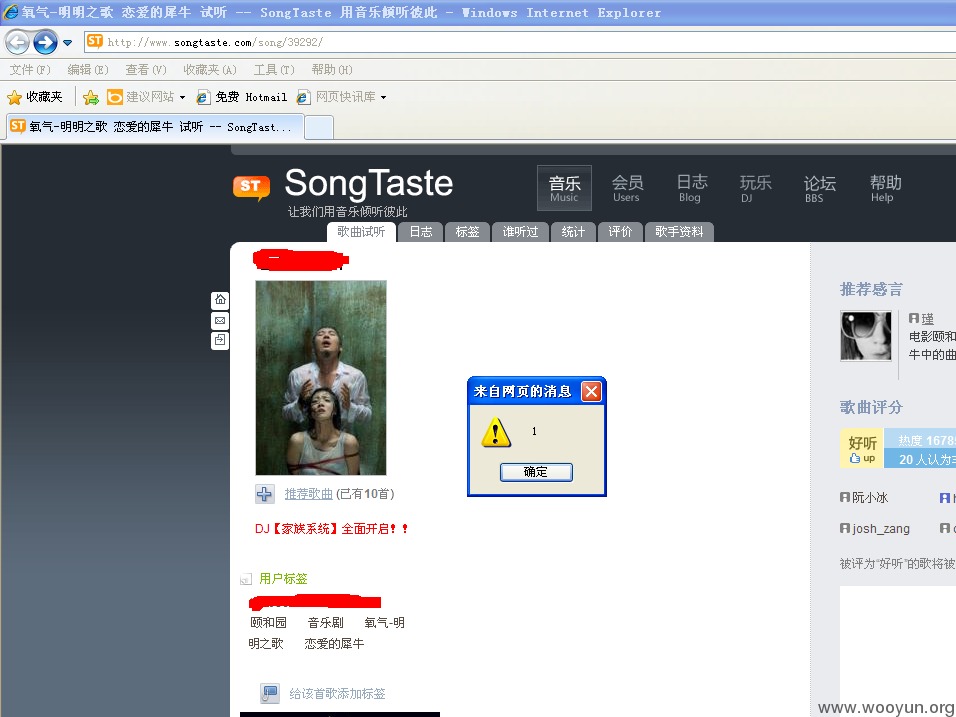 氧气-明明之歌 恋爱的犀牛 试听 -- SongTaste 用音乐倾听彼此 - Windows Internet Explorer
http://www.songtaste.com/song/39292/
文件(F) 编辑(E) 查看(V) 收藏夹(A) 工具(T) 帮助(H)
收藏夹 建议网站 免费 Hotmail 网页快讯库
ST 氧气-明明之歌 恋爱的犀牛 试听 -- SongTast...
ST SongTaste
让我们用音乐倾听彼此
音乐 会员 日志 玩乐 论坛 帮助
Music Users Blog DJ BBS Help
歌曲试听 日志 标签 谁听过 统计 评价 歌手资料
推荐感言
瑾
电影颐和
牛中的曲
来自网页的消息
1
确定
歌曲评分
好听 热度 1678
up 20 人认为
阮小冰
josh_zang
被评为“好听”的歌将被
推荐歌曲 (已有10首)
DJ【家族系统】全面开启！！
用户标签
颐和园 音乐剧 氧气-明
明之歌 恋爱的犀牛
给该首歌添加标签
www.wooyun.org